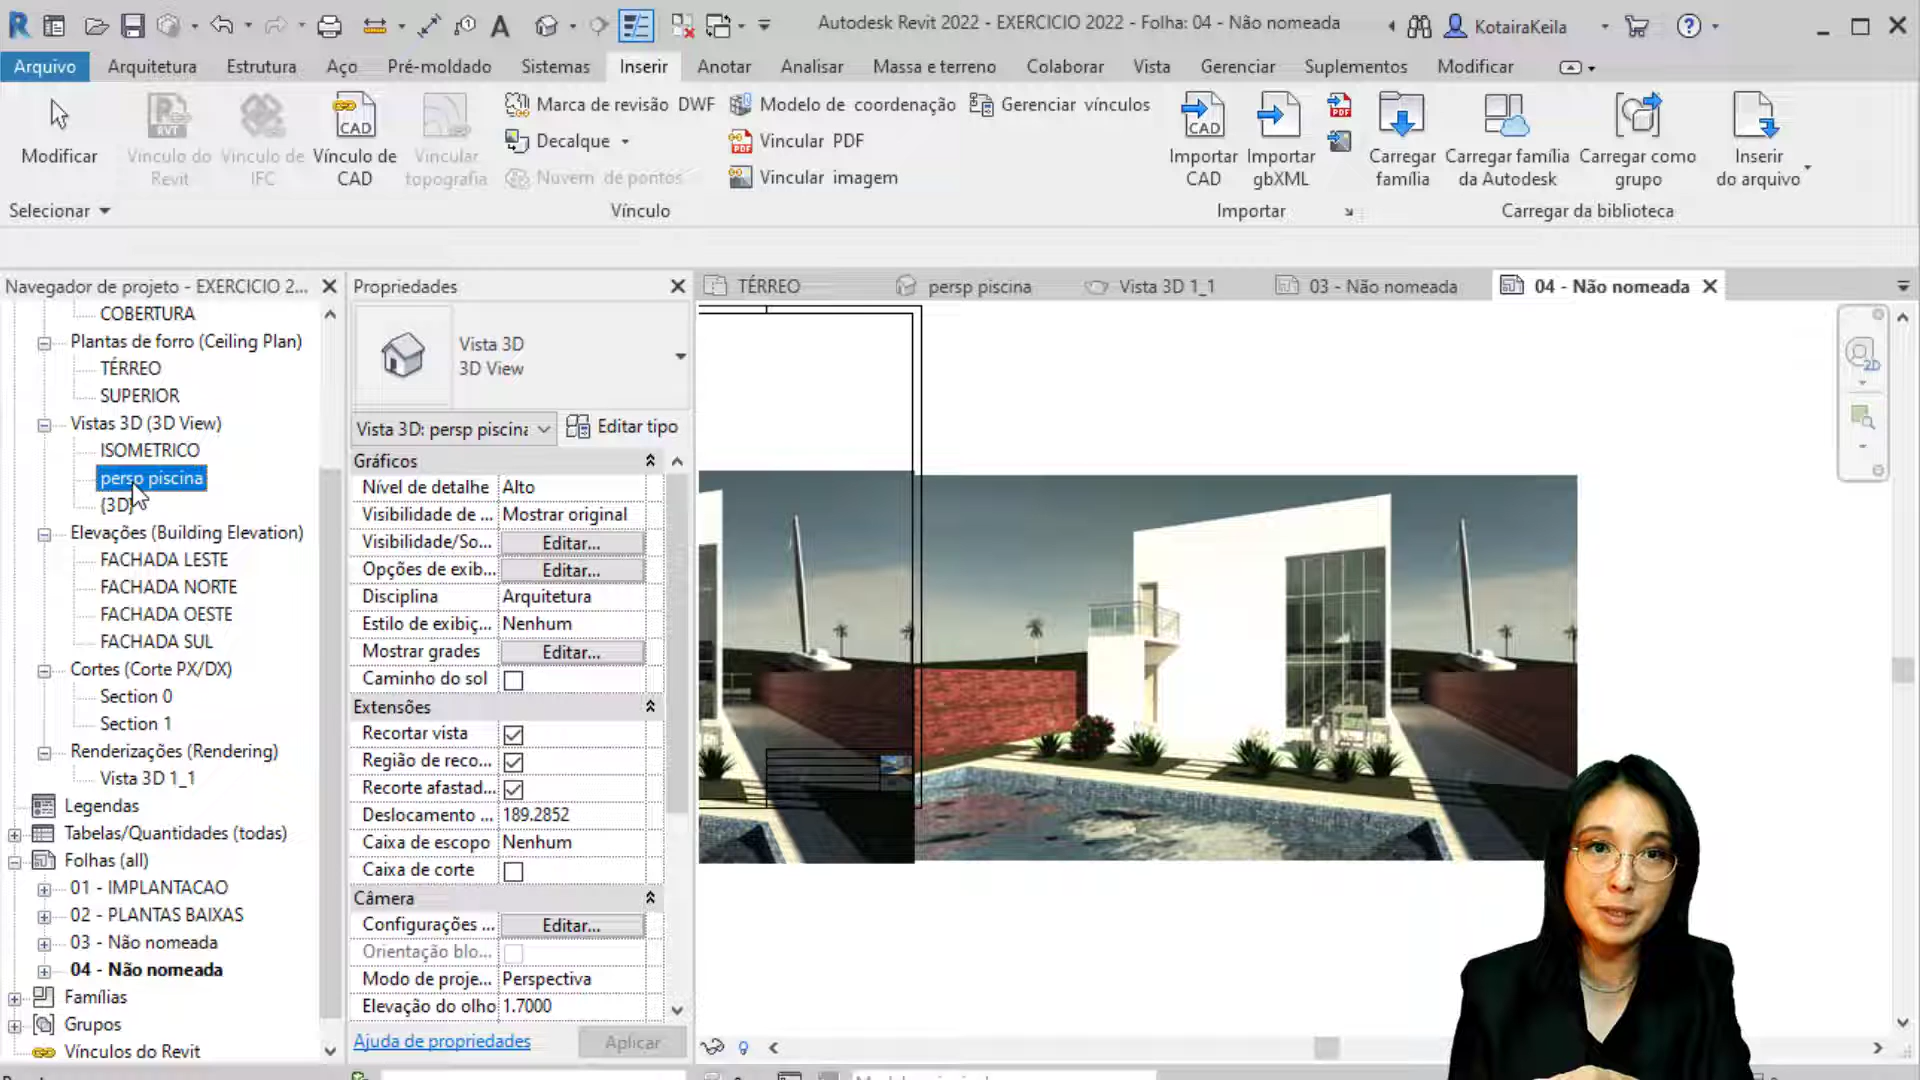 Autodesk Revit 2022 - EXERCICIO 2022 - Folha: 04 - Não nomeada
KotairaKeila
Arquivo Arquitetura Estrutura Aço Pré-moldado Sistemas Inserir Anotar Analisar Massa e terreno Colaborar Vista Gerenciar Suplementos Modificar
Modificar
Vínculo do Revit
Vínculo de IFC
Vínculo de CAD
Vincular topografia
Marca de revisão DWF
Decalque
Nuvem de pontos
Modelo de coordenação
Vincular PDF
Vincular imagem
Gerenciar vínculos
Importar CAD
Importar gbXML
Carregar família
Carregar família da Autodesk
Carregar como grupo
Inserir do arquivo
Selecionar
Vínculo
Importar
Carregar da biblioteca
Navegador de projeto - EXERCICIO 2...
COBERTURA
Plantas de forro (Ceiling Plan)
TÉRREO
SUPERIOR
Vistas 3D (3D View)
ISOMETRICO
persp piscina
{3D}
Elevações (Building Elevation)
FACHADA LESTE
FACHADA NORTE
FACHADA OESTE
FACHADA SUL
Cortes (Corte PX/DX)
Section 0
Section 1
Renderizações (Rendering)
Vista 3D 1_1
Legendas
Tabelas/Quantidades (todas)
Folhas (all)
01 - IMPLANTACAO
02 - PLANTAS BAIXAS
03 - Não nomeada
04 - Não nomeada
Famílias
Grupos
Vínculos do Revit
Propriedades
Vista 3D
3D View
Vista 3D: persp piscina
Editar tipo
Gráficos
Nível de detalhe Alto
Visibilidade de ... Mostrar original
Visibilidade/So... Editar...
Opções de exib... Editar...
Disciplina Arquitetura
Estilo de exibiç... Nenhum
Mostrar grades Editar...
Caminho do sol
Extensões
Recortar vista
Região de reco...
Recorte afastad...
Deslocamento ... 189.2852
Caixa de escopo Nenhum
Caixa de corte
Câmera
Configurações ... Editar...
Orientação blo...
Modo de proje... Perspectiva
Elevação do olho 1.7000
Ajuda de propriedades
Aplicar
TÉRREO
persp piscina
Vista 3D 1_1
03 - Não nomeada
04 - Não nomeada